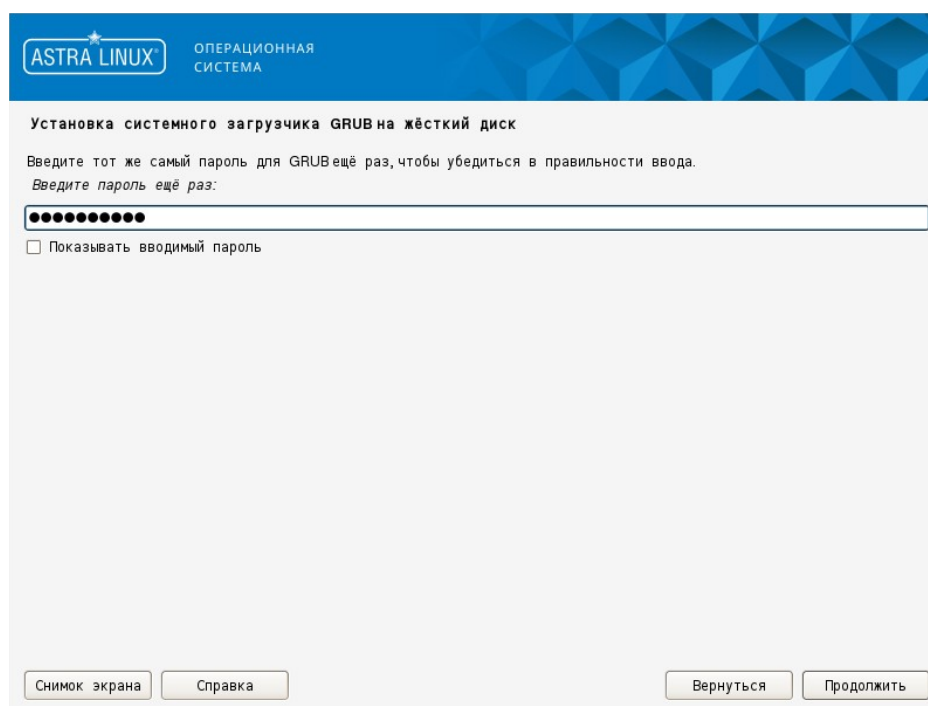 ASTRA LINUX®
ОПЕРАЦИОННАЯ
СИСТЕМА
Установка системного загрузчика GRUB на жёсткий диск
Введите тот же самый пароль для GRUB ещё раз, чтобы убедиться в правильности ввода.
Введите пароль ещё раз:
●●●●●●●●●●
Показывать вводимый пароль
Снимок экрана Справка Вернуться Продолжить